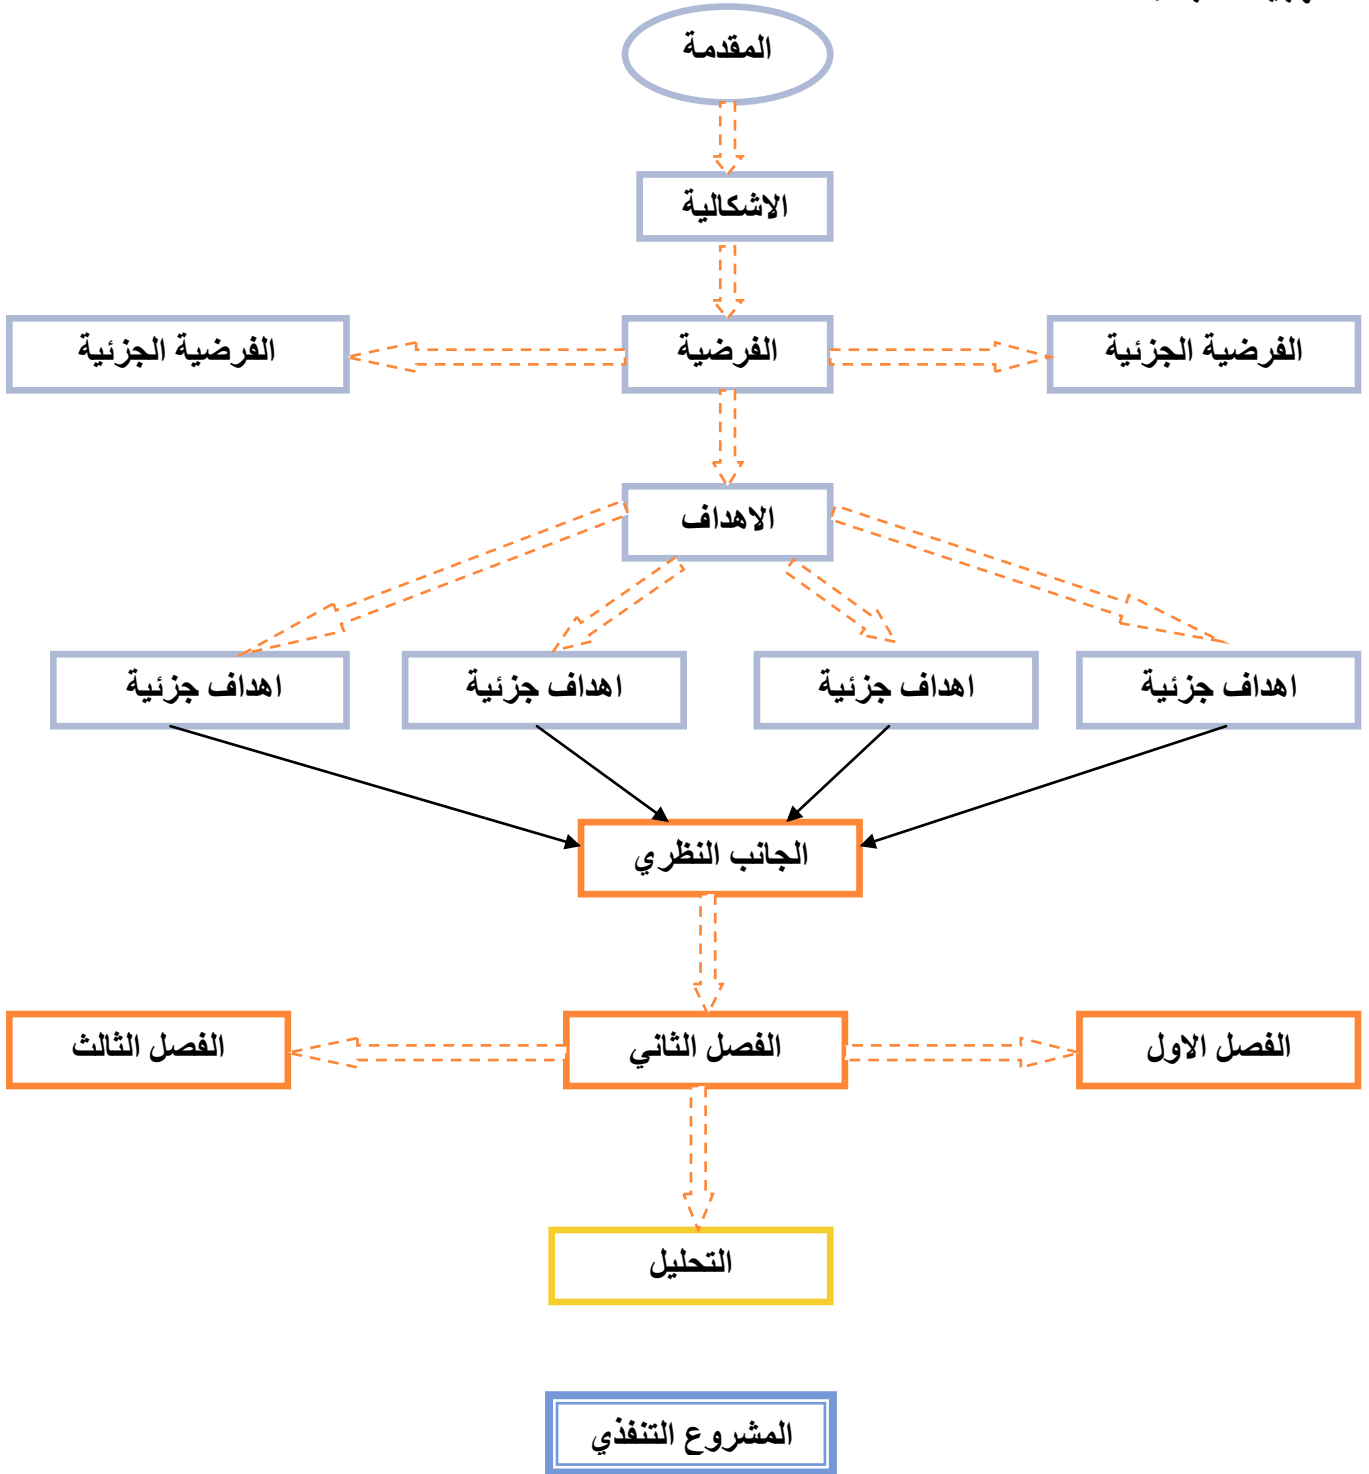 المقدمة
الاشكالية
الفرضية الجزئية
الفرضية
الفرضية الجزئية
الاهداف
اهداف جزئية
اهداف جزئية
اهداف جزئية
اهداف جزئية
الجانب النظري
الفصل الاول
الفصل الثاني
الفصل الثالث
التحليل
المشروع التنفذي